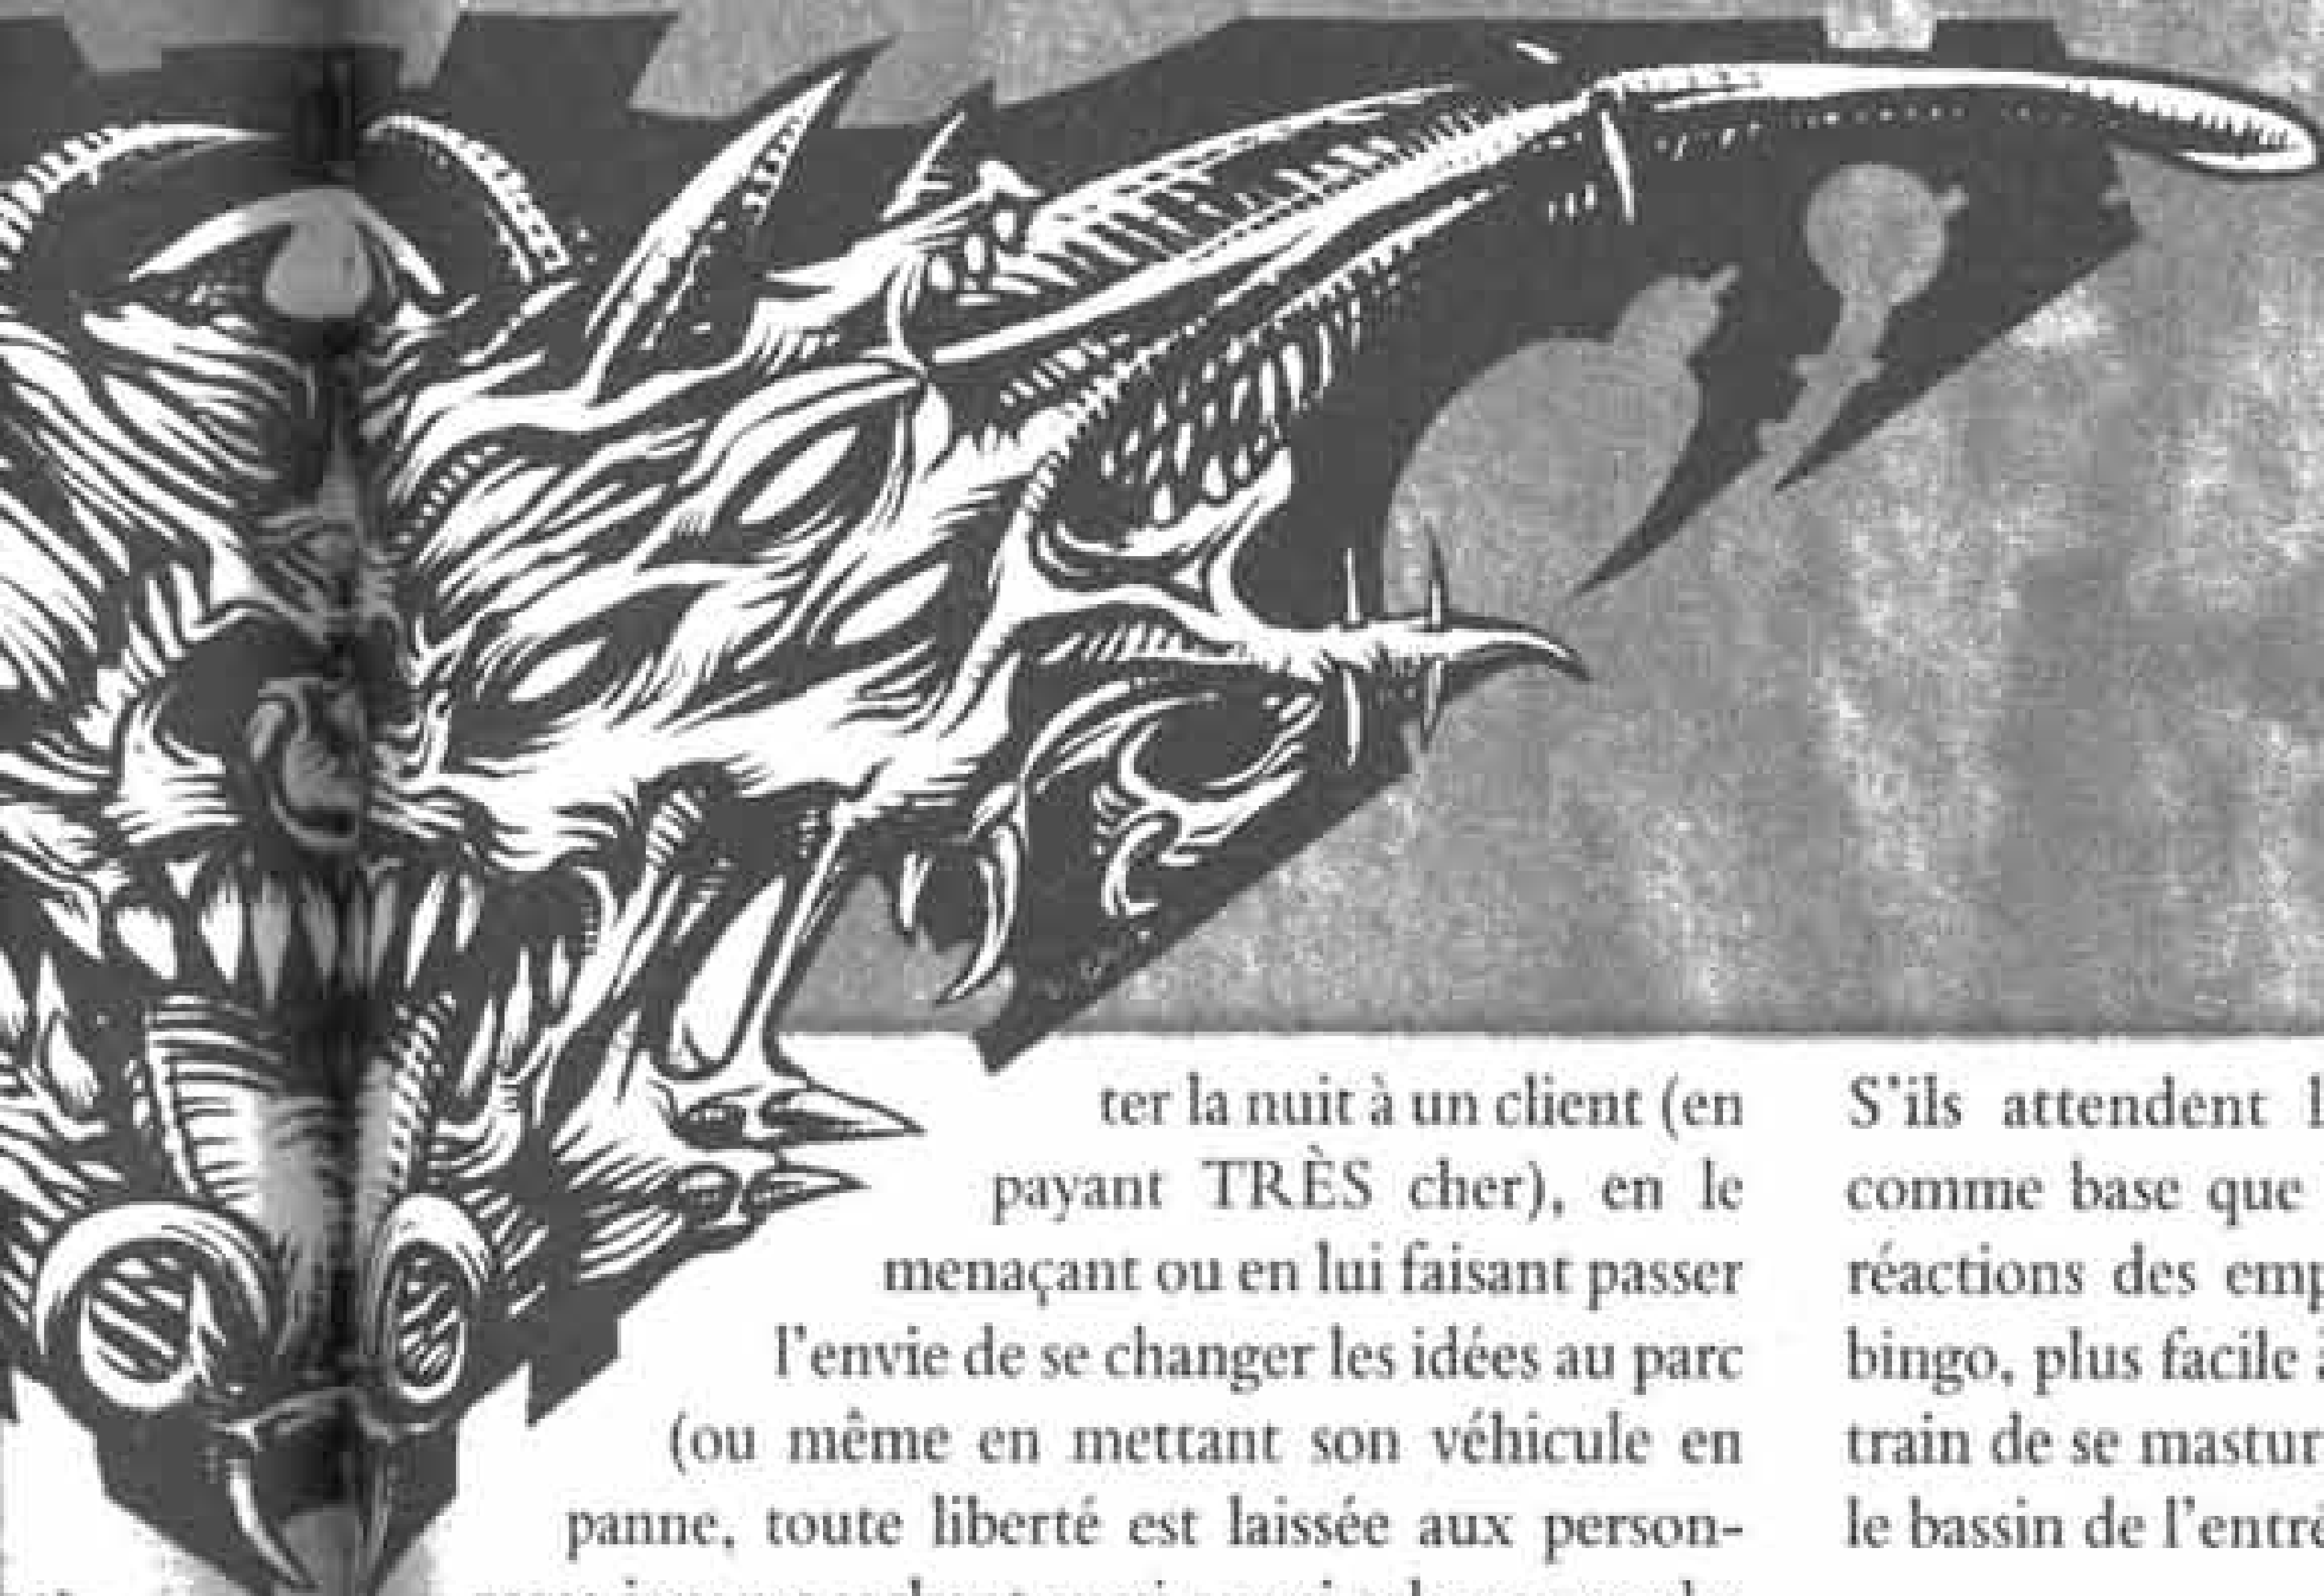 ter la nuit à un client (en
payant TRÈS cher), en le
menaçant ou en lui faisant passer
l'envie de se changer les idées au parc
(ou même en mettant son véhicule en
panne, toute liberté est laissée aux person-
S'ils attendent
comme base que
réactions des
bingo, plus facile
train de se
le bassin de